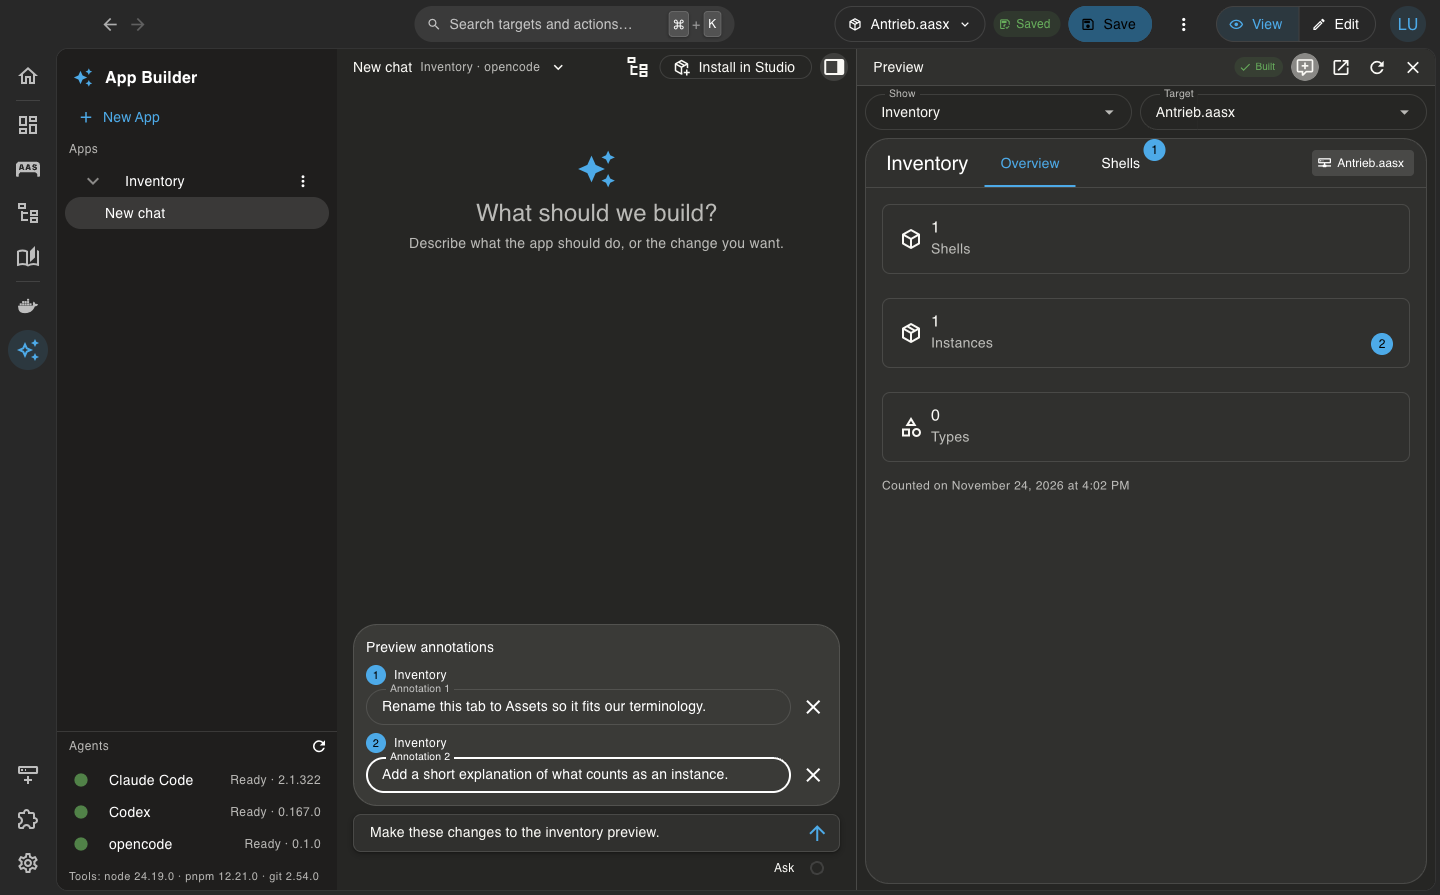 Search targets and actions…
⌘ + K
Antrieb.aasx
Saved
Save
View
Edit
LU
AAS
App Builder
New App
Apps
Inventory
New chat
Agents
Claude Code Ready · 2.1.322
Codex Ready · 0.167.0
opencode Ready · 0.1.0
Tools: node 24.19.0 · pnpm 12.21.0 · git 2.54.0
New chat Inventory · opencode
Install in Studio
What should we build?
Describe what the app should do, or the change you want.
Preview annotations
1 Inventory
Annotation 1
Rename this tab to Assets so it fits our terminology.
2 Inventory
Annotation 2
Add a short explanation of what counts as an instance.
Make these changes to the inventory preview.
Ask
Preview
Built
Show
Inventory
Target
Antrieb.aasx
Inventory
Overview
Shells
1
Antrieb.aasx
1
Shells
1
Instances
2
0
Types
Counted on November 24, 2026 at 4:02 PM